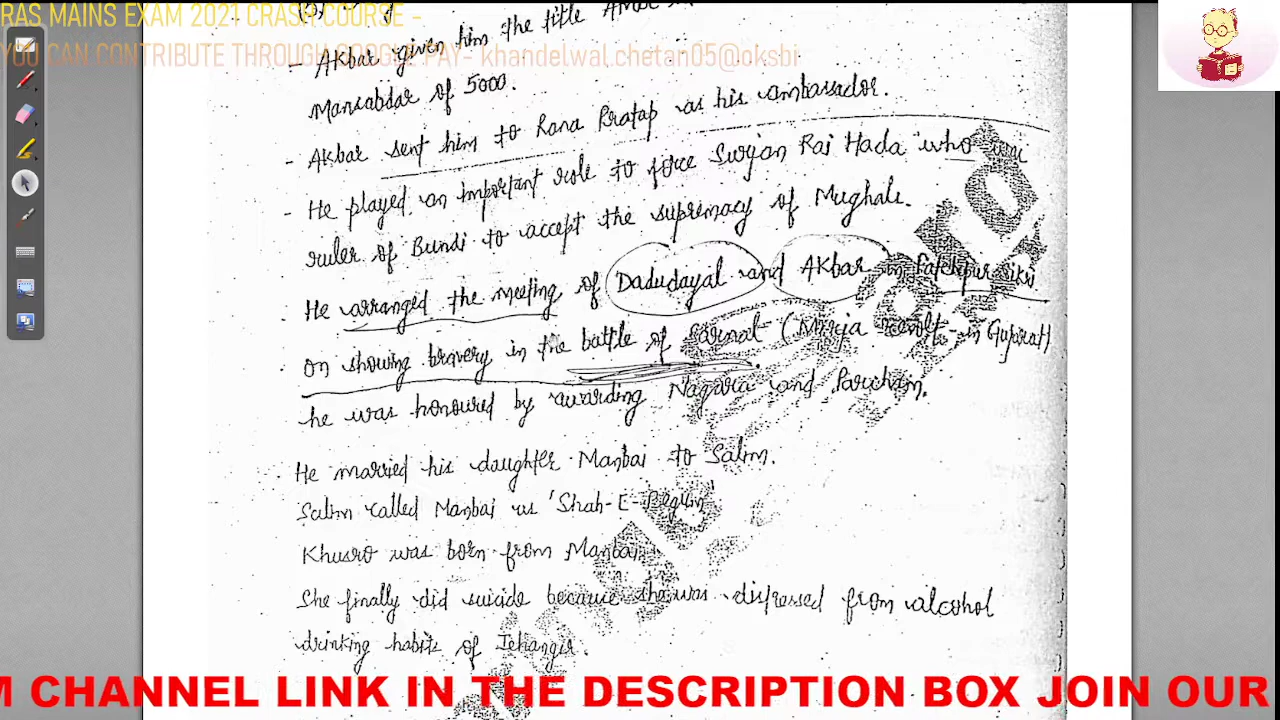 RAS MAINS EXAM 2021 CRASH COURSE -
YOU CAN CONTRIBUTE THROUGH GOOGLE PAY- khandelwal.chetan05@oksbi
- Akbar given him the title
Mansabdar of 5000.
- Akbar sent him to Rana Pratap as his ambassador.
- He played an important role to force Surjan Rai Hada who
ruler of Bundi to accept the supremacy of Mughals.
He arranged the meeting of Dadudayal and Akbar in Fatehpur sikri
On showing bravery in the battle of Sarnal (Mirja revolt in Gujarat)
he was honoured by awarding Nagara and Parcham.
He married his daughter Manbai to Salim.
Salim called Manbai as 'Shah-E-Begum'
Khusro was born from Manbai.
She finally did suicide because she was dipressed from alcohol
drinking habits of Jehangir.
M CHANNEL LINK IN THE DESCRIPTION BOX JOIN OUR